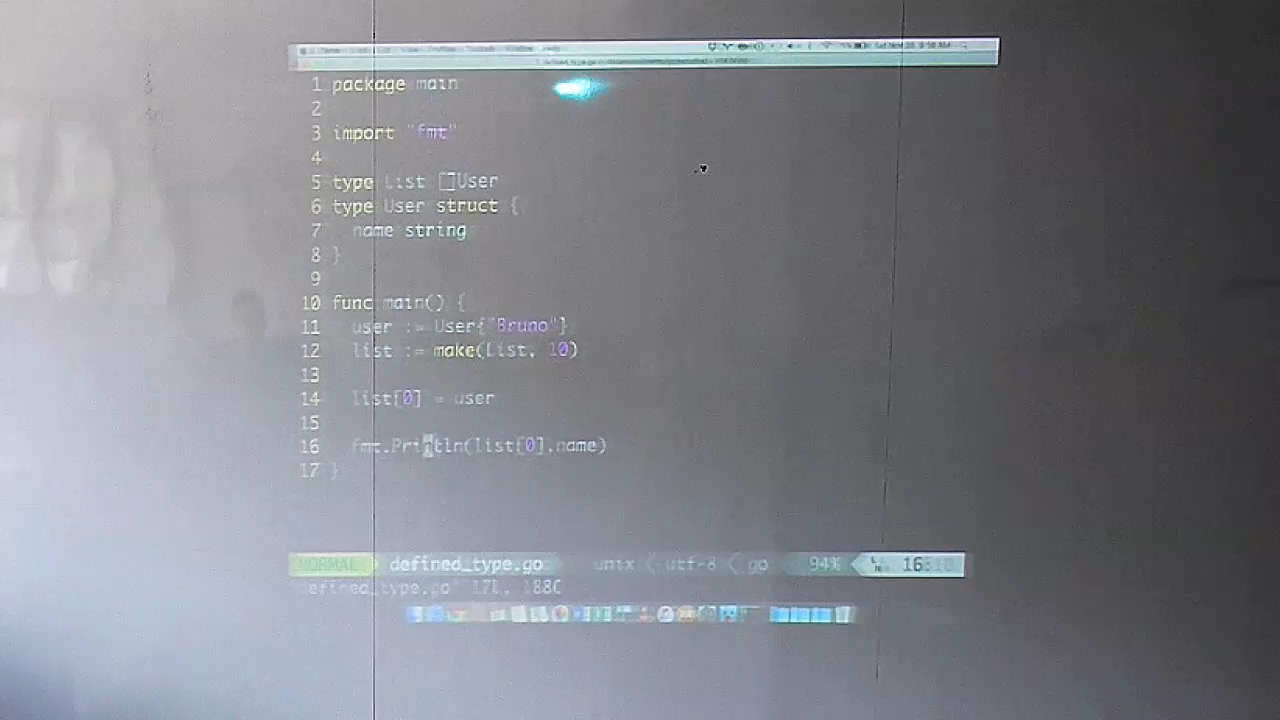 1 package main
2
3 import "fmt"
4
5 type List []User
6 type User struct {
7 name string
8 }
9
10 func main() {
11 user := User{"Bruno"}
12 list := make(List, 10)
13
14 list[0] = user
15
16 fmt.Println(list[0].name)
17 }
NORMAL defined_type.go unix utf-8 go 94% 16:
"defined_type.go" 17L, 188C